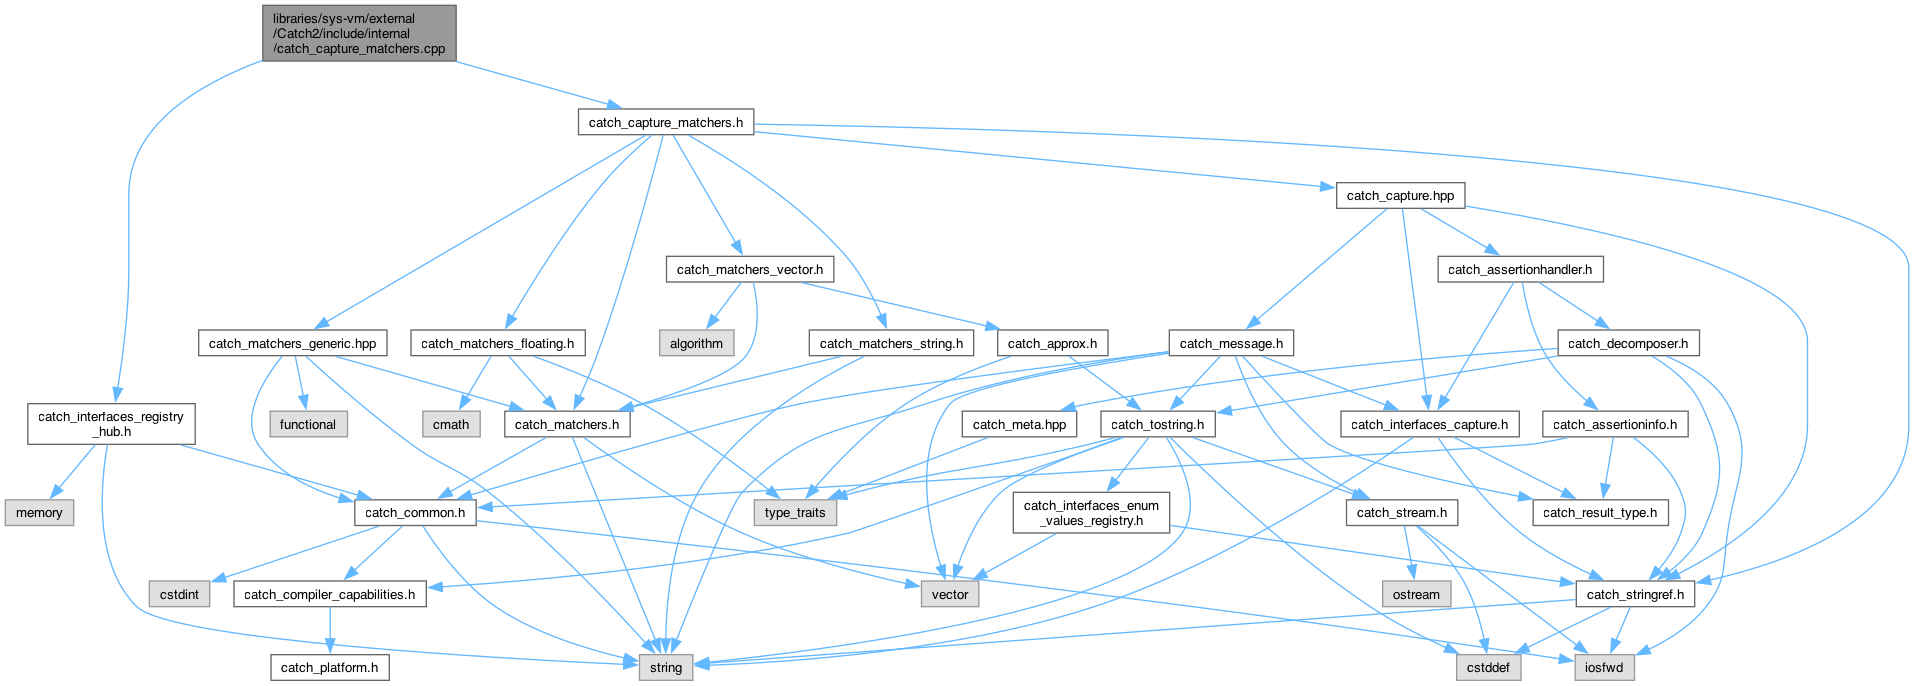 libraries/sys-vm/external
/Catch2/include/internal
/catch_capture_matchers.cpp
catch_capture_matchers.h
catch_capture.hpp
catch_matchers_vector.h
catch_assertionhandler.h
catch_matchers_generic.hpp
catch_matchers_floating.h
algorithm
catch_matchers_string.h
catch_approx.h
catch_message.h
catch_decomposer.h
catch_interfaces_registry
_hub.h
functional
cmath
catch_matchers.h
catch_meta.hpp
catch_tostring.h
catch_interfaces_capture.h
catch_assertioninfo.h
memory
catch_common.h
type_traits
catch_interfaces_enum
_values_registry.h
catch_stream.h
catch_result_type.h
cstdint
catch_compiler_capabilities.h
vector
ostream
catch_stringref.h
catch_platform.h
string
cstddef
iosfwd